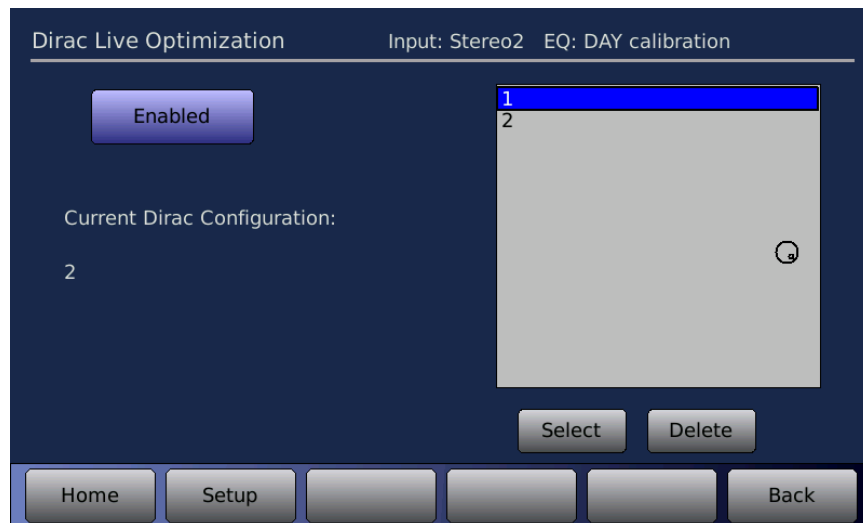 Dirac Live Optimization
Input: Stereo2 EQ: DAY calibration
Enabled
1
2
Current Dirac Configuration:
2
Select
Delete
Home
Setup
Back